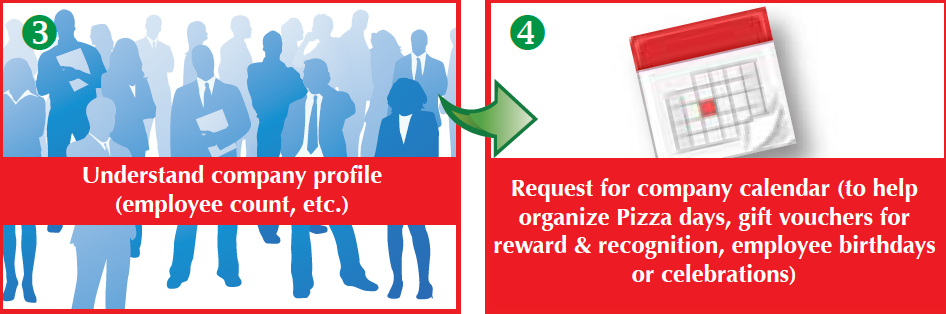 3
Understand company profile
(employee count, etc.)
4
Request for company calendar (to help
organize Pizza days, gift vouchers for
reward & recognition, employee birthdays
or celebrations)